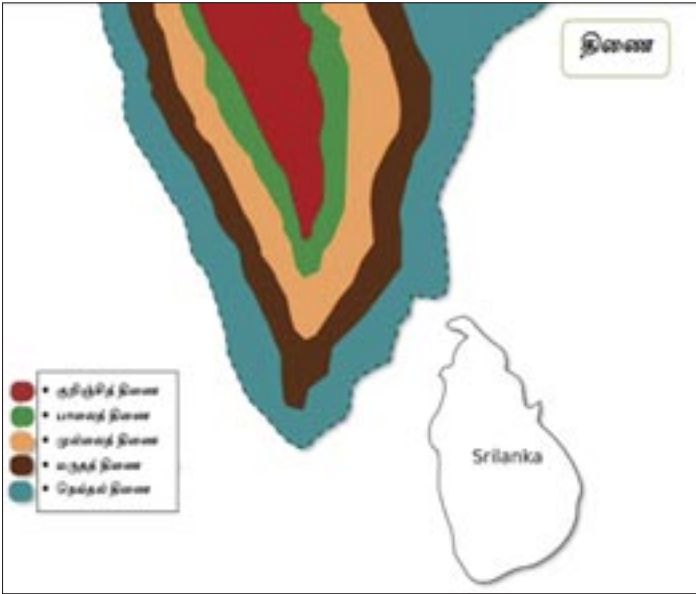 திணை
• குறிஞ்சித் திணை
• பாலைத் திணை
• முல்லைத் திணை
• மருதத் திணை
• நெய்தல் திணை
Srilanka